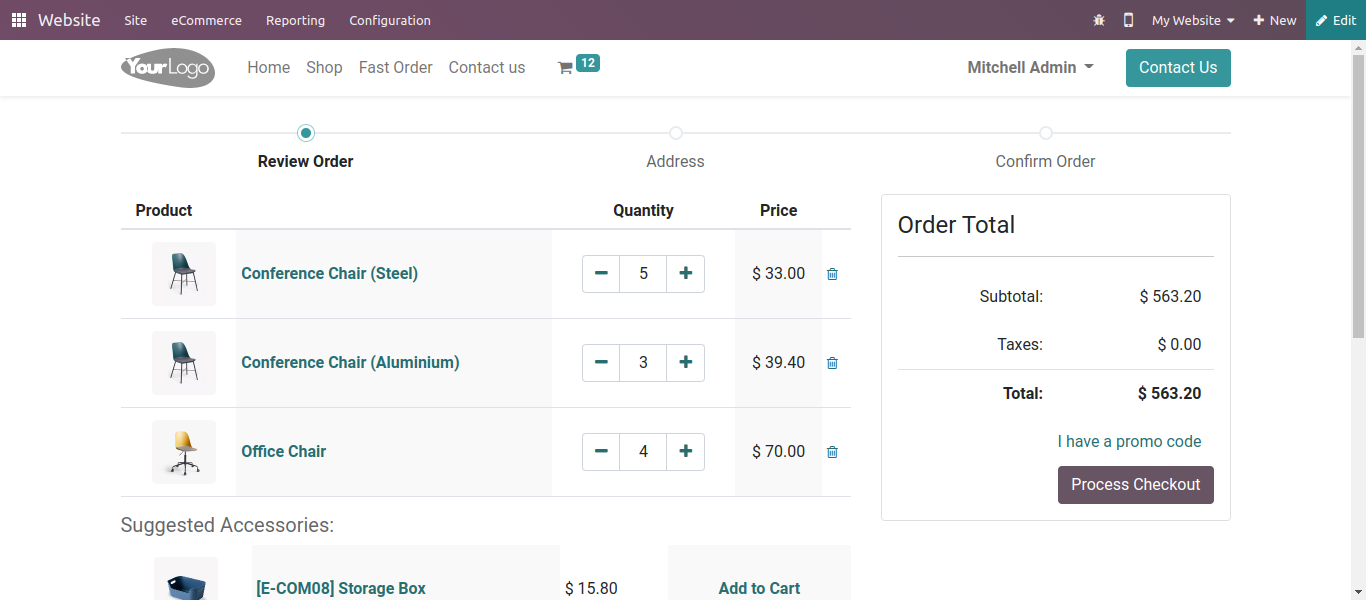 Website Site eCommerce Reporting Configuration My Website New Edit
YourLogo Home Shop Fast Order Contact us 12 Mitchell Admin Contact Us
Review Order Address Confirm Order
Product Quantity Price
Conference Chair (Steel) 5 $ 33.00
Conference Chair (Aluminium) 3 $ 39.40
Office Chair 4 $ 70.00
Order Total
Subtotal: $ 563.20
Taxes: $ 0.00
Total: $ 563.20
I have a promo code
Process Checkout
Suggested Accessories:
[E-COM08] Storage Box $ 15.80 Add to Cart